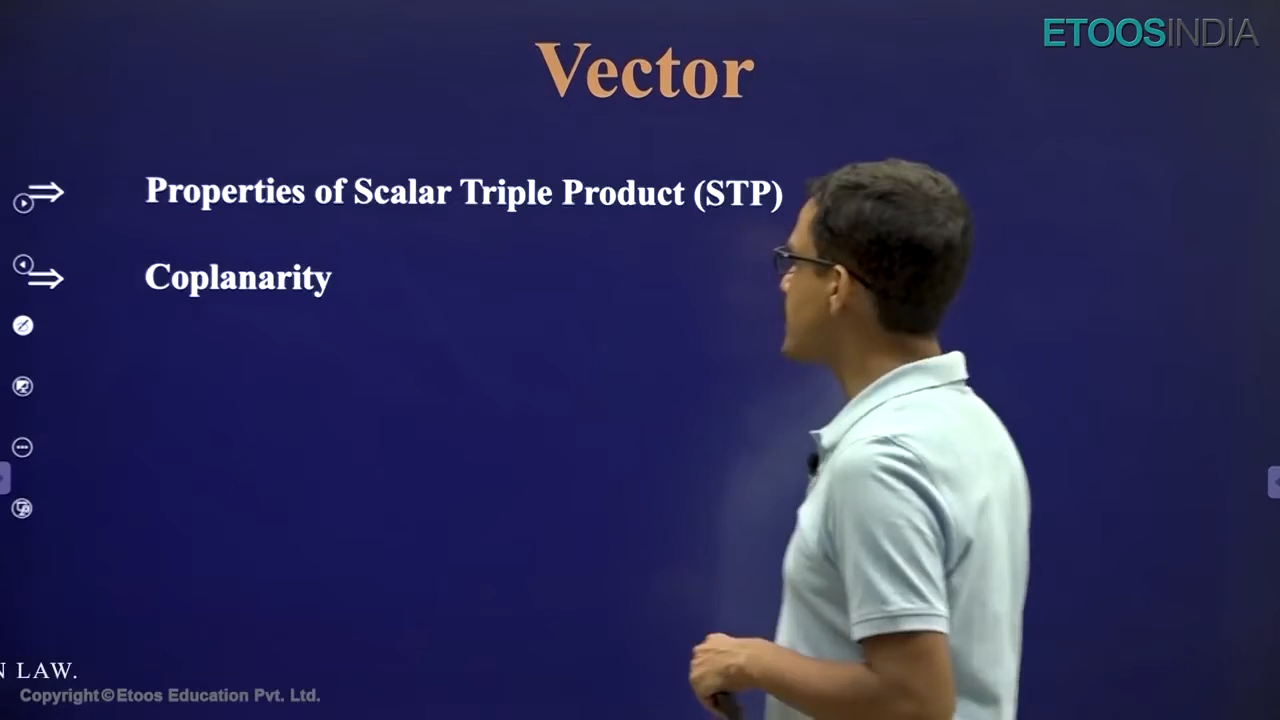 ETOOSINDIA
Vector
⇒ Properties of Scalar Triple Product (STP)
⇒ Coplanarity
N LAW.
Copyright © Etoos Education Pvt. Ltd.